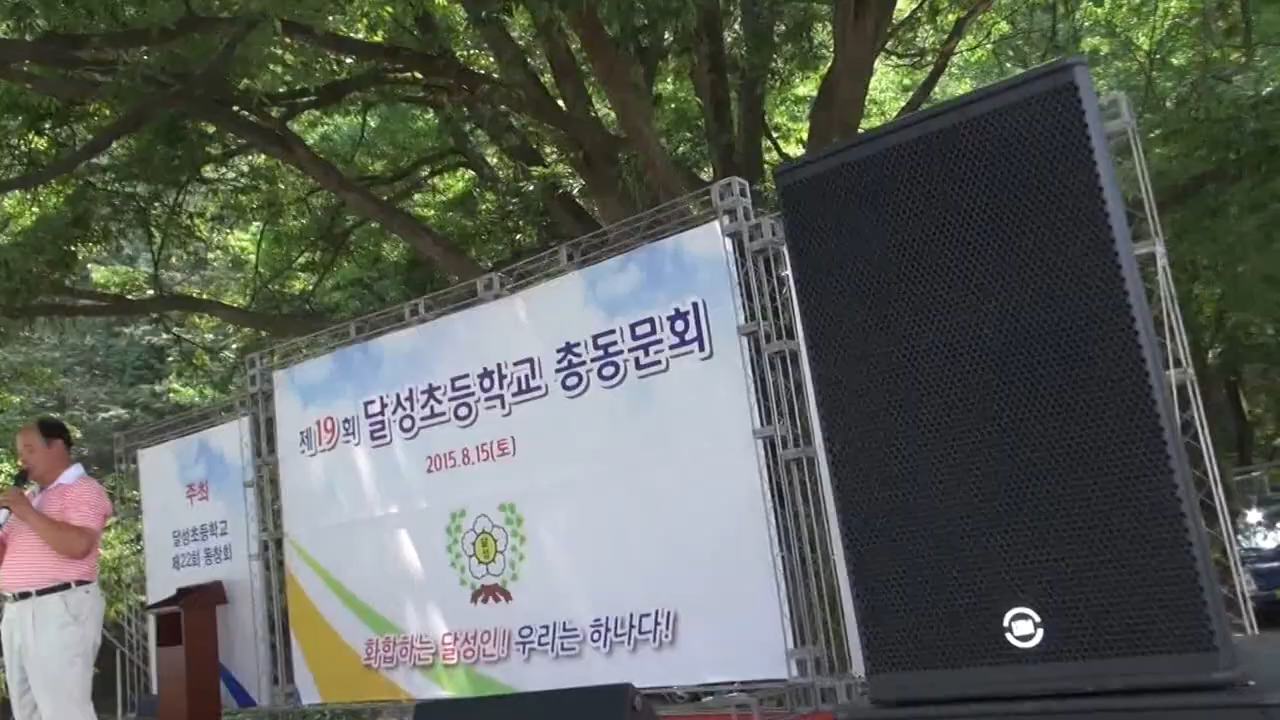 제19회 달성초등학교 총동문회
2015.8.15(토)
화합하는 달성인! 우리는 하나다!
주최
달성초등학교
제22회 동창회